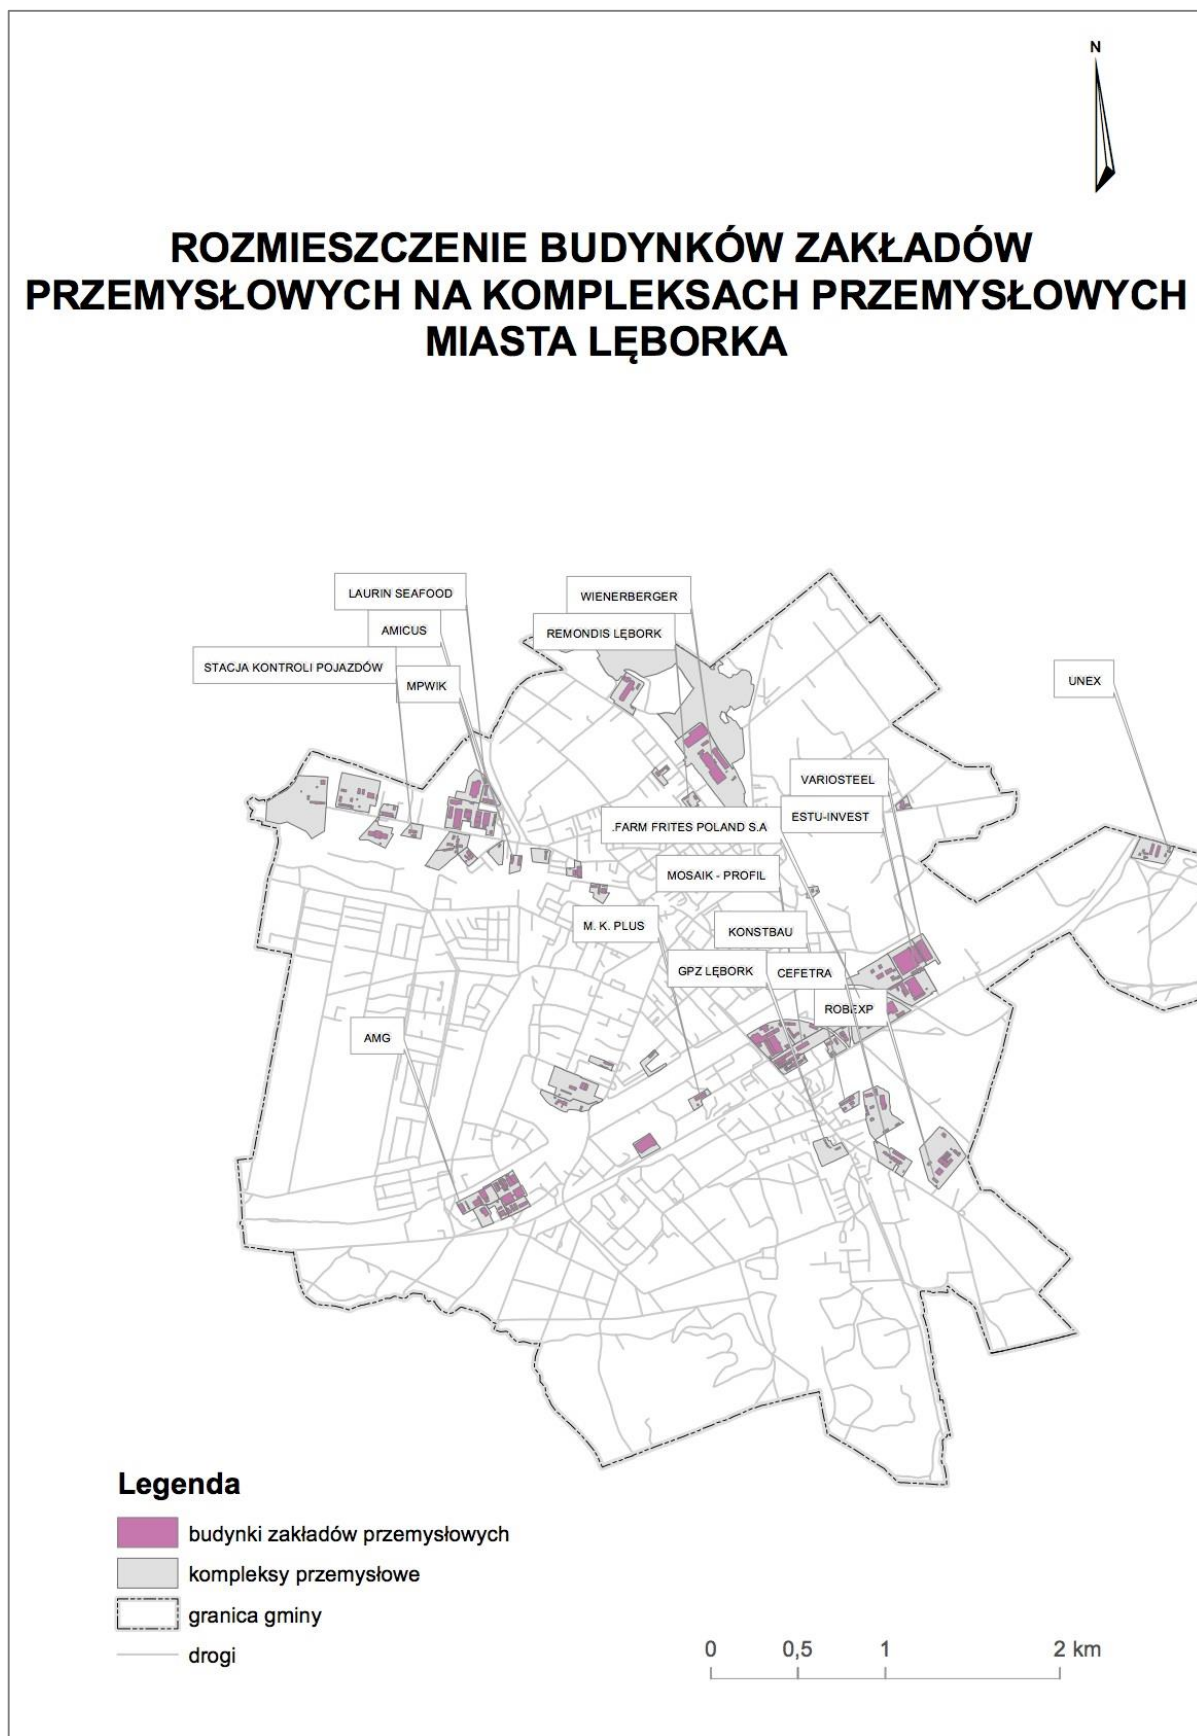 N
ROZMIESZCZENIE BUDYNKÓW ZAKŁADÓW
PRZEMYSŁOWYCH NA KOMPLEKSACH PRZEMYSŁOWYCH
MIASTA LĘBORKA
LAURIN SEAFOOD
WIENERBERGER
AMICUS
REMONDIS LĘBORK
STACJA KONTROLI POJAZDÓW
MPWIK
UNEX
VARIOSTEEL
ESTU-INVEST
.FARM FRITES POLAND S.A
MOSAIK - PROFIL
M. K. PLUS
KONSTBAU
GPZ LĘBORK
CEFETRA
ROBEXP
AMG
Legenda
budynki zakładów przemysłowych
kompleksy przemysłowe
granica gminy
drogi
0 0,5 1 2 km